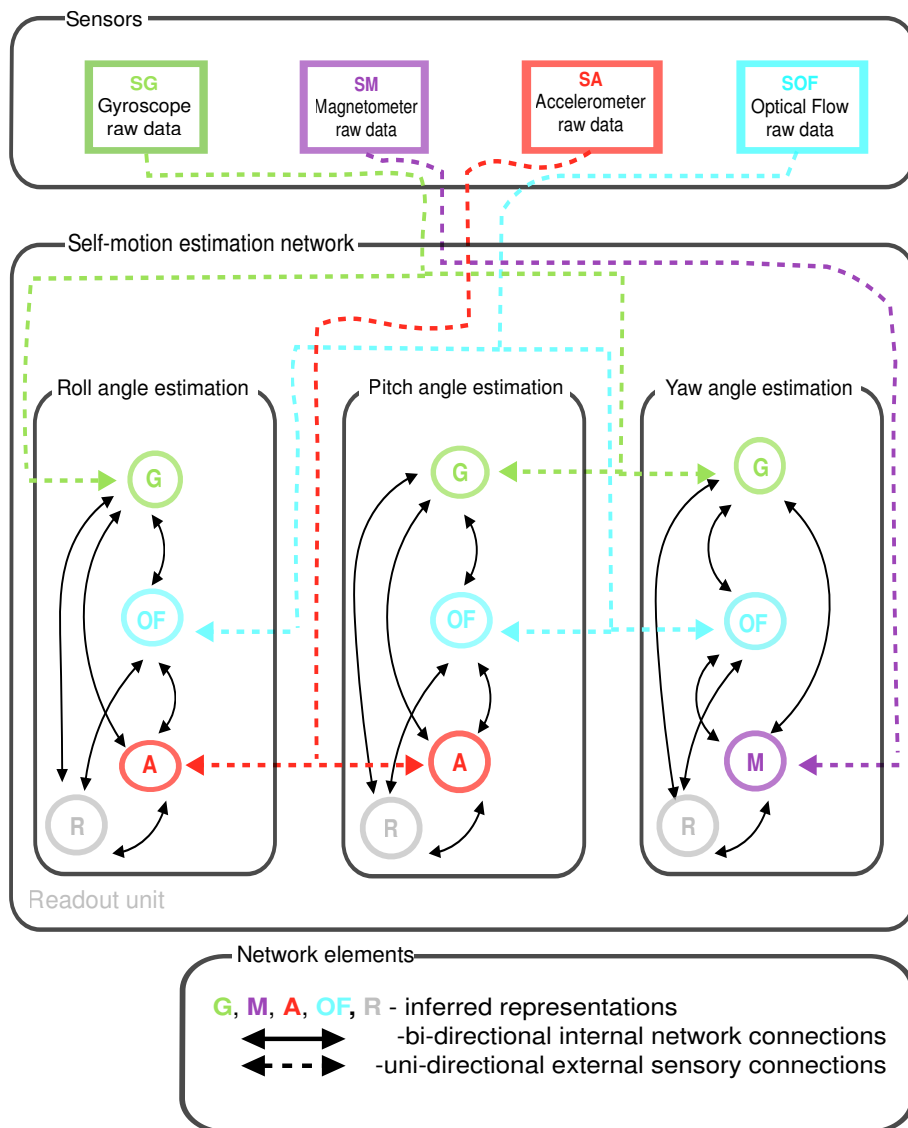 Sensors
SG
Gyroscope
raw data
SM
Magnetometer
raw data
SA
Accelerometer
raw data
SOF
Optical Flow
raw data
Self-motion estimation network
Roll angle estimation
Pitch angle estimation
Yaw angle estimation
G
G
G
OF
OF
OF
A
A
M
R
R
R
Readout unit
Network elements
G, M, A, OF, R - inferred representations
-bi-directional internal network connections
-uni-directional external sensory connections